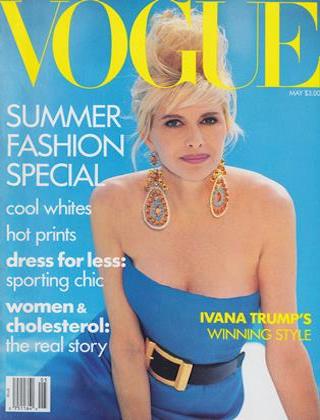 VOGUE
MAY $3.00
SUMMER
FASHION
SPECIAL
cool whites
hot prints
dress for less:
sporting chic
women &
cholesterol:
the real story
IVANA TRUMP'S
WINNING STYLE